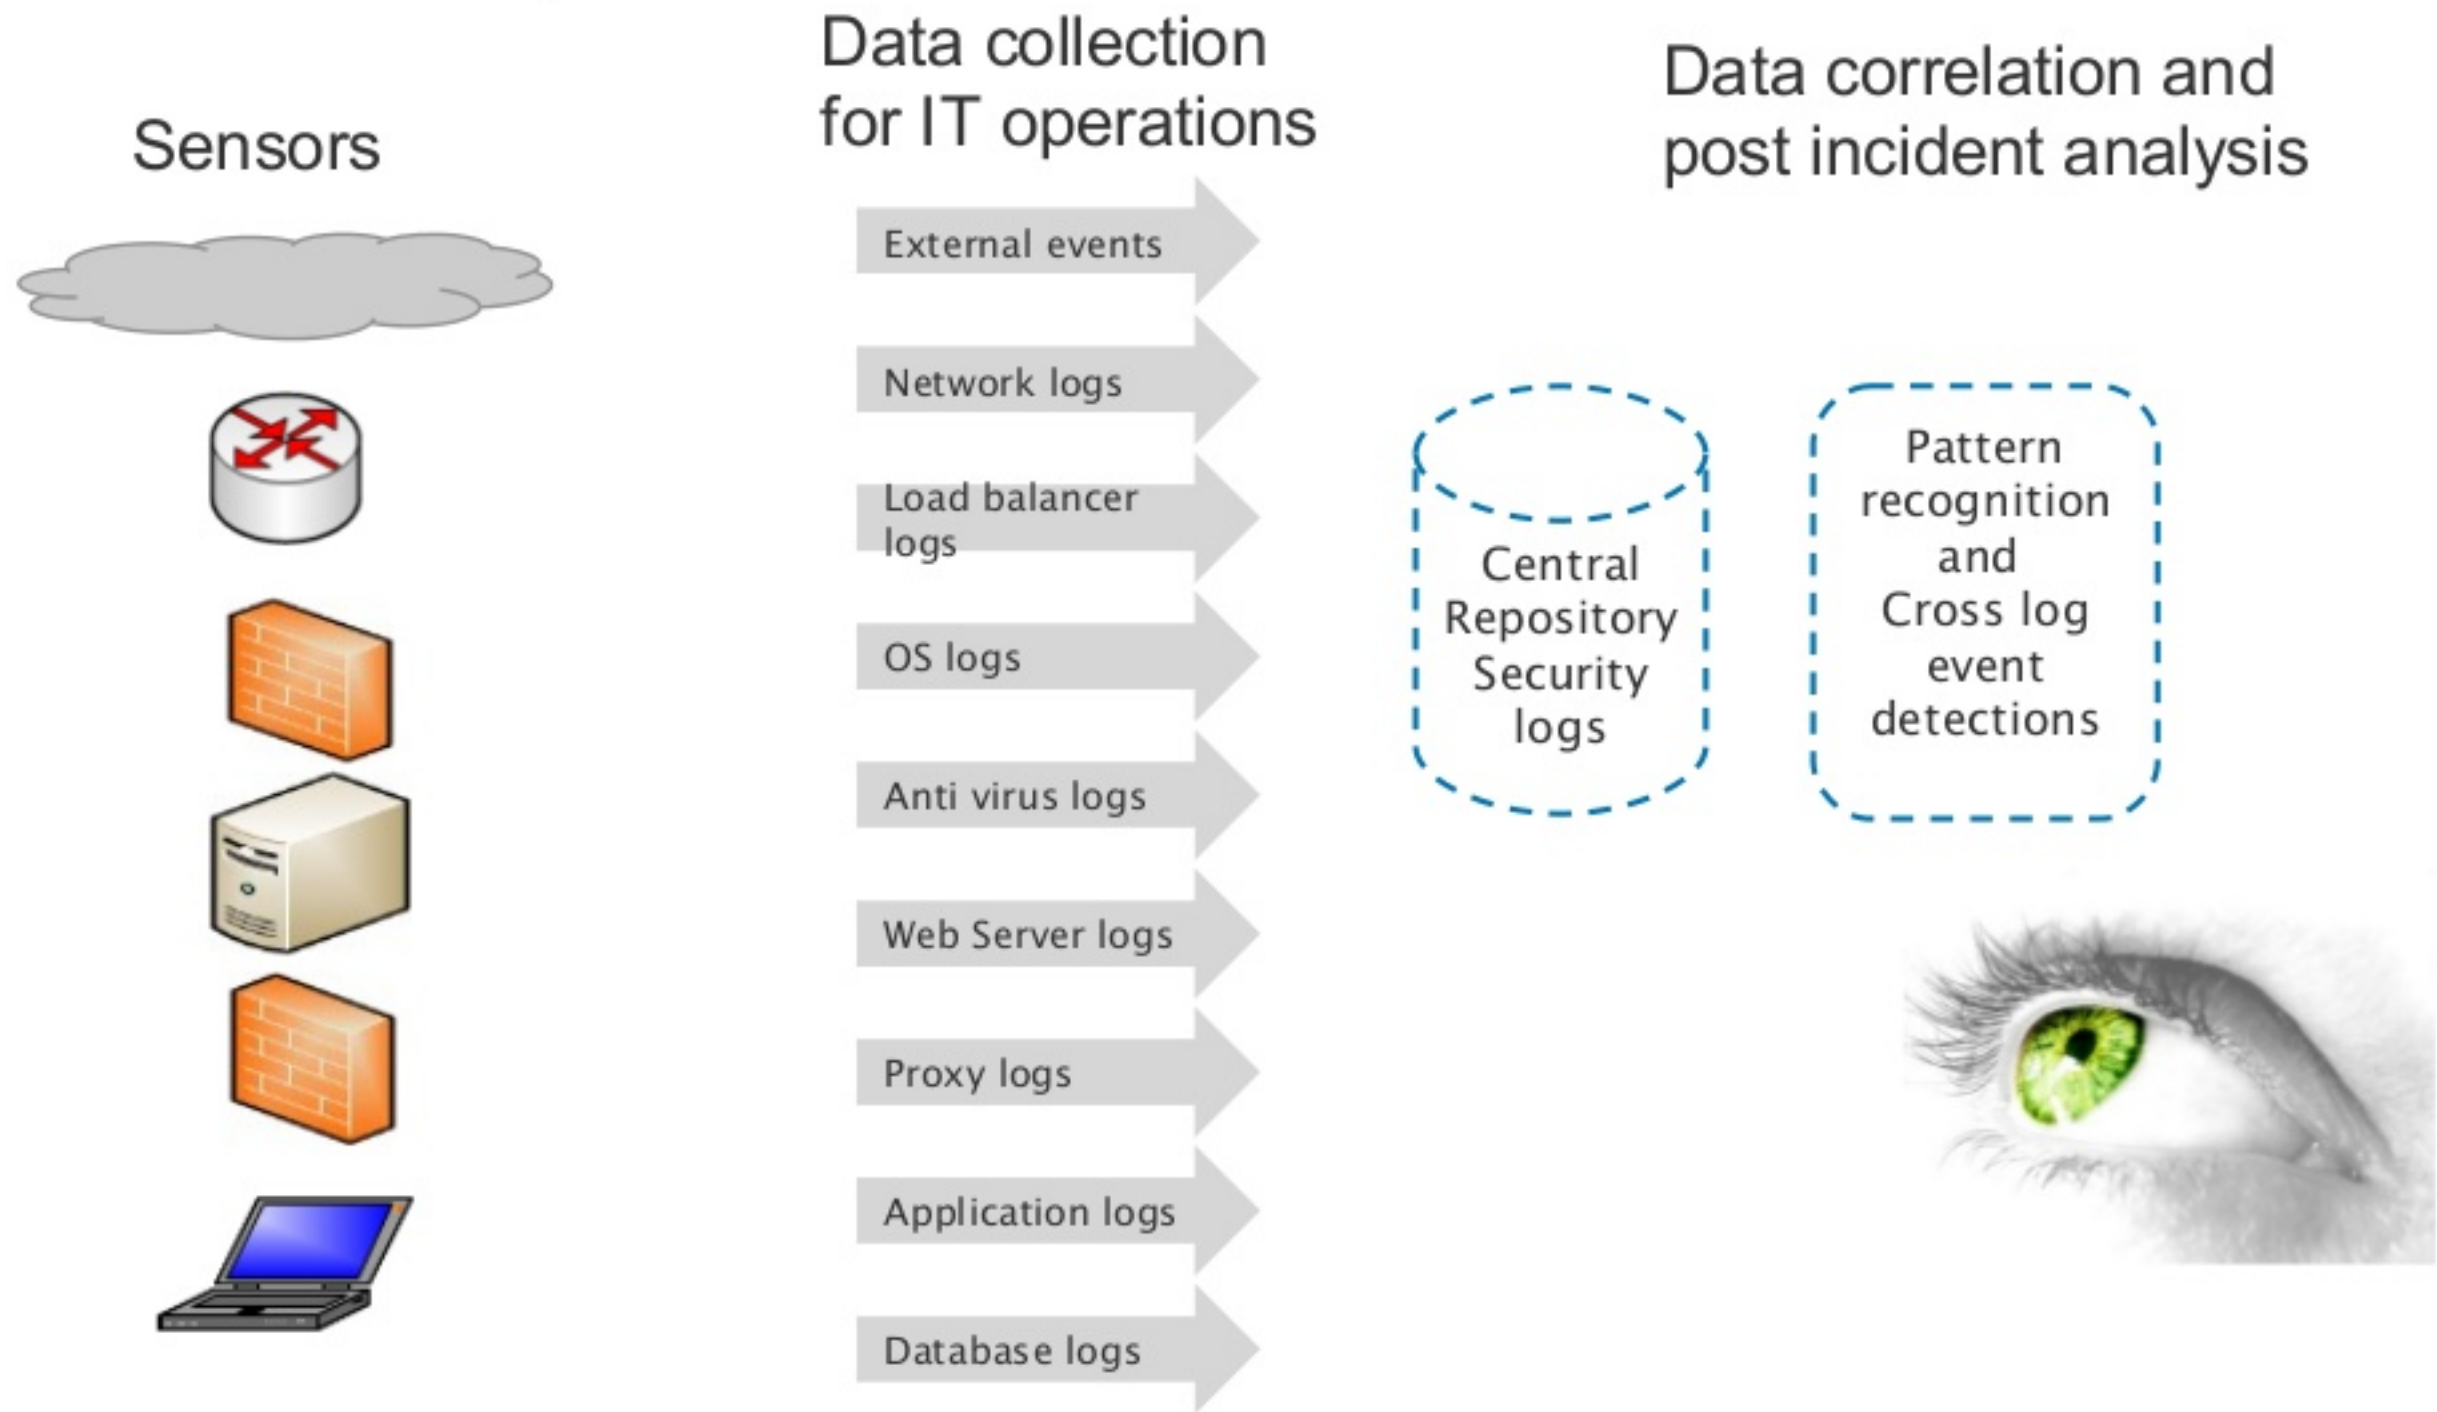 Sensors
Data collection
for IT operations
External events
Network logs
Load balancer
logs
OS logs
Anti virus logs
Web Server logs
Proxy logs
Application logs
Database logs
Data correlation and
post incident analysis
Central
Repository
Security
logs
Pattern
recognition
and
Cross log
event
detections